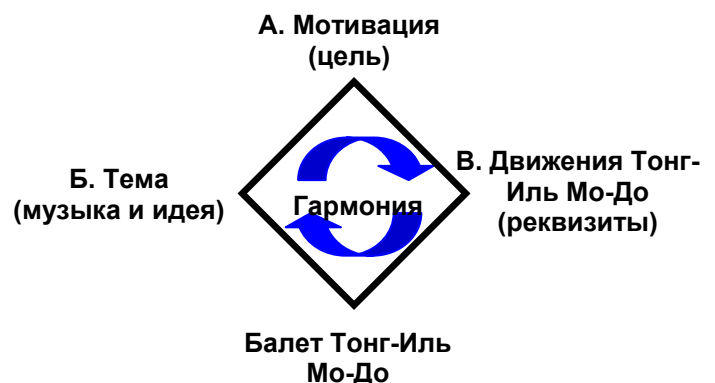 А. Мотивация
(цель)
Б. Тема
(музыка и идея)
Гармония
В. Движения Тонг-
Иль Мо-До
(реквизиты)
Балет Тонг-Иль
Мо-До